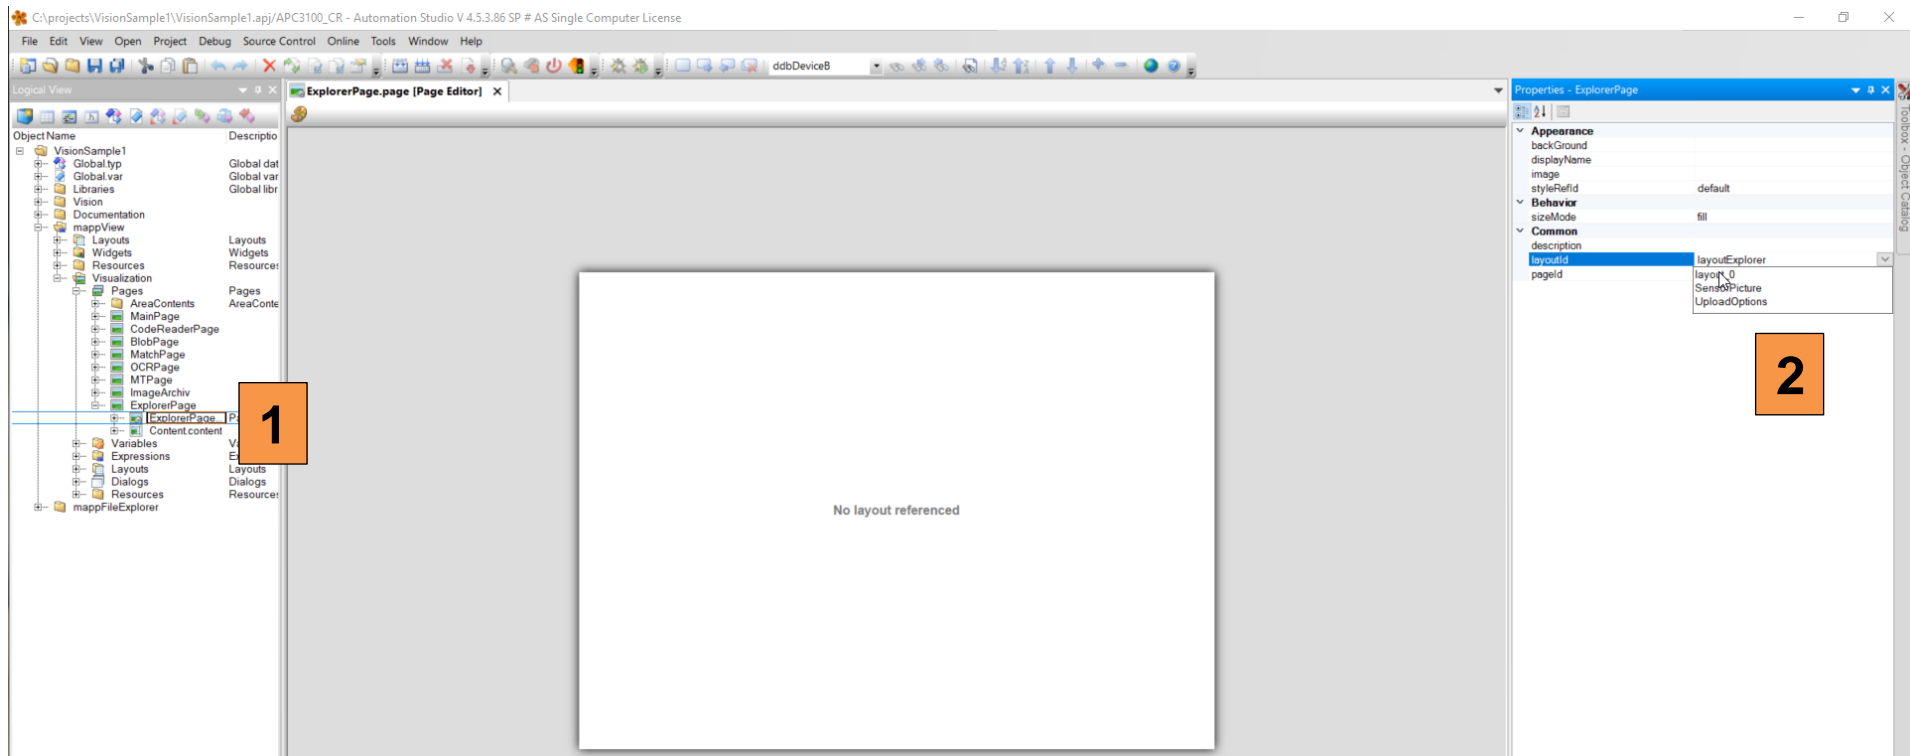 C:\projects\VisionSample1\VisionSample1.apj/APC3100_CR - Automation Studio V 4.5.3.86 SP # AS Single Computer License
File Edit View Open Project Debug Source Control Online Tools Window Help
ddbDeviceB
Logical View
Object Name Descriptio
VisionSample1
Global.typ Global dat
Global.var Global var
Libraries Global libr
Vision
Documentation
mappView
Layouts Layouts
Widgets Widgets
Resources Resources
Visualization
Pages Pages
AreaContents AreaConte
MainPage
CodeReaderPage
BlobPage
MatchPage
OCRPage
MTPage
ImageArchiv
ExplorerPage
ExplorerPage...
Content.content
Variables
Expressions
Layouts Layouts
Dialogs Dialogs
Resources Resources
mappFileExplorer
1
ExplorerPage.page [Page Editor]
No layout referenced
Properties - ExplorerPage
Appearance
backGround
displayName
image
styleRefId default
Behavior
sizeMode fill
Common
description
layoutId layoutExplorer
pageId
layout_0
SensorPicture
UploadOptions
2
Toolbox - Object Catalog